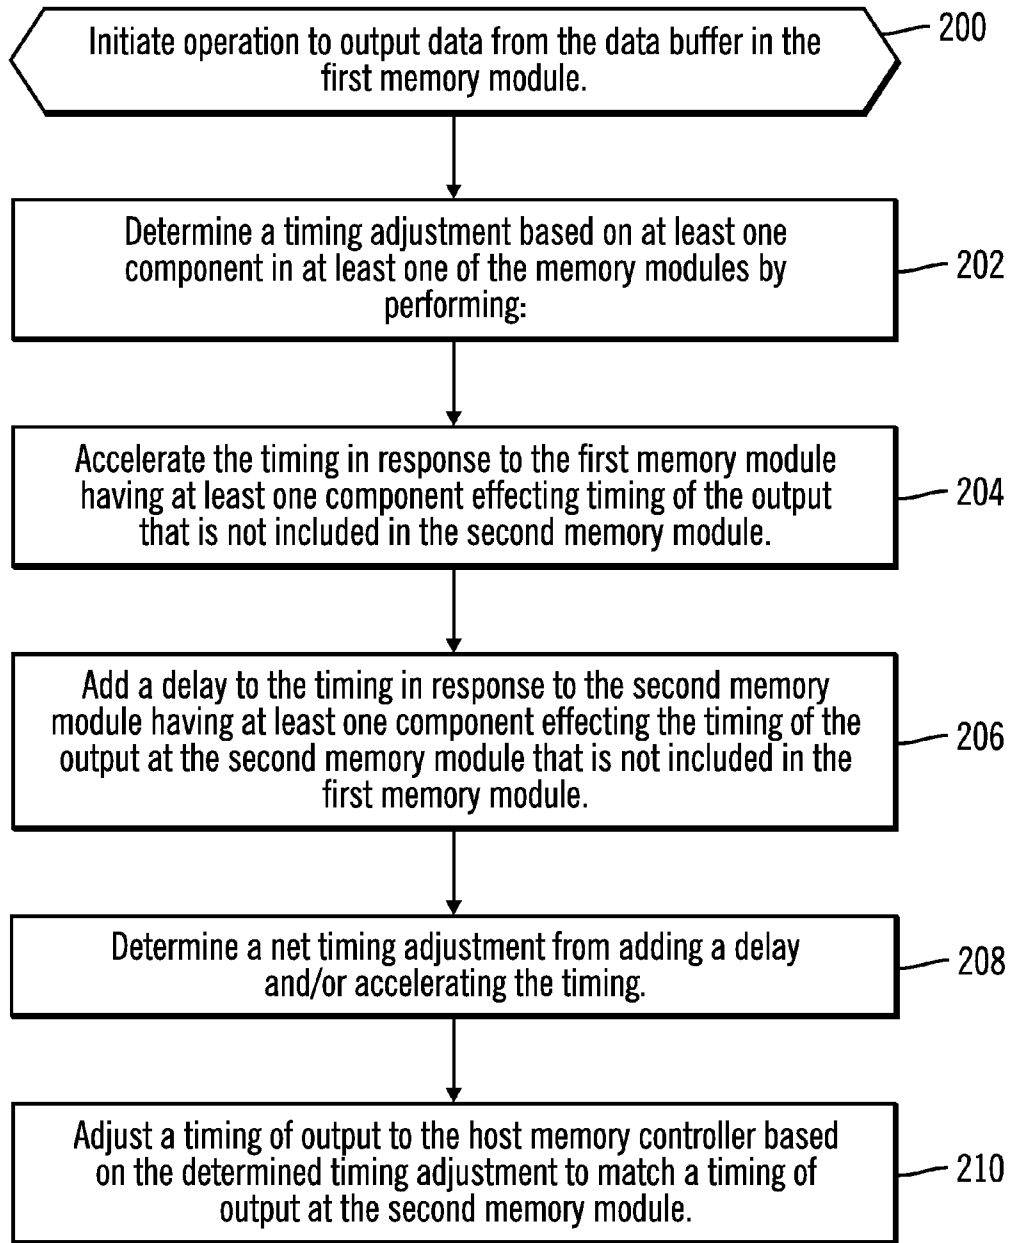 Initiate operation to output data from the data buffer in the
first memory module.
200
Determine a timing adjustment based on at least one
component in at least one of the memory modules by
performing:
202
Accelerate the timing in response to the first memory module
having at least one component effecting timing of the output
that is not included in the second memory module.
204
Add a delay to the timing in response to the second memory
module having at least one component effecting the timing of the
output at the second memory module that is not included in the
first memory module.
206
Determine a net timing adjustment from adding a delay
and/or accelerating the timing.
208
Adjust a timing of output to the host memory controller based
on the determined timing adjustment to match a timing of
output at the second memory module.
210